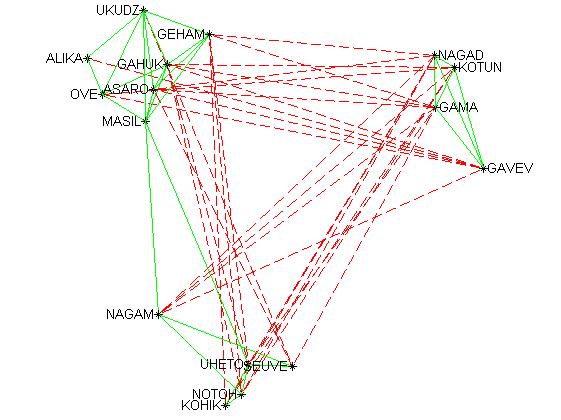 UKUDZ
GEHAM
NAGAD
ALIKA
GAHUK
KOTUN
OVE
ASARO
GAMA
MASIL
GAVEV
NAGAM
UHETO
SEUVE
NOTOH
KOHIK